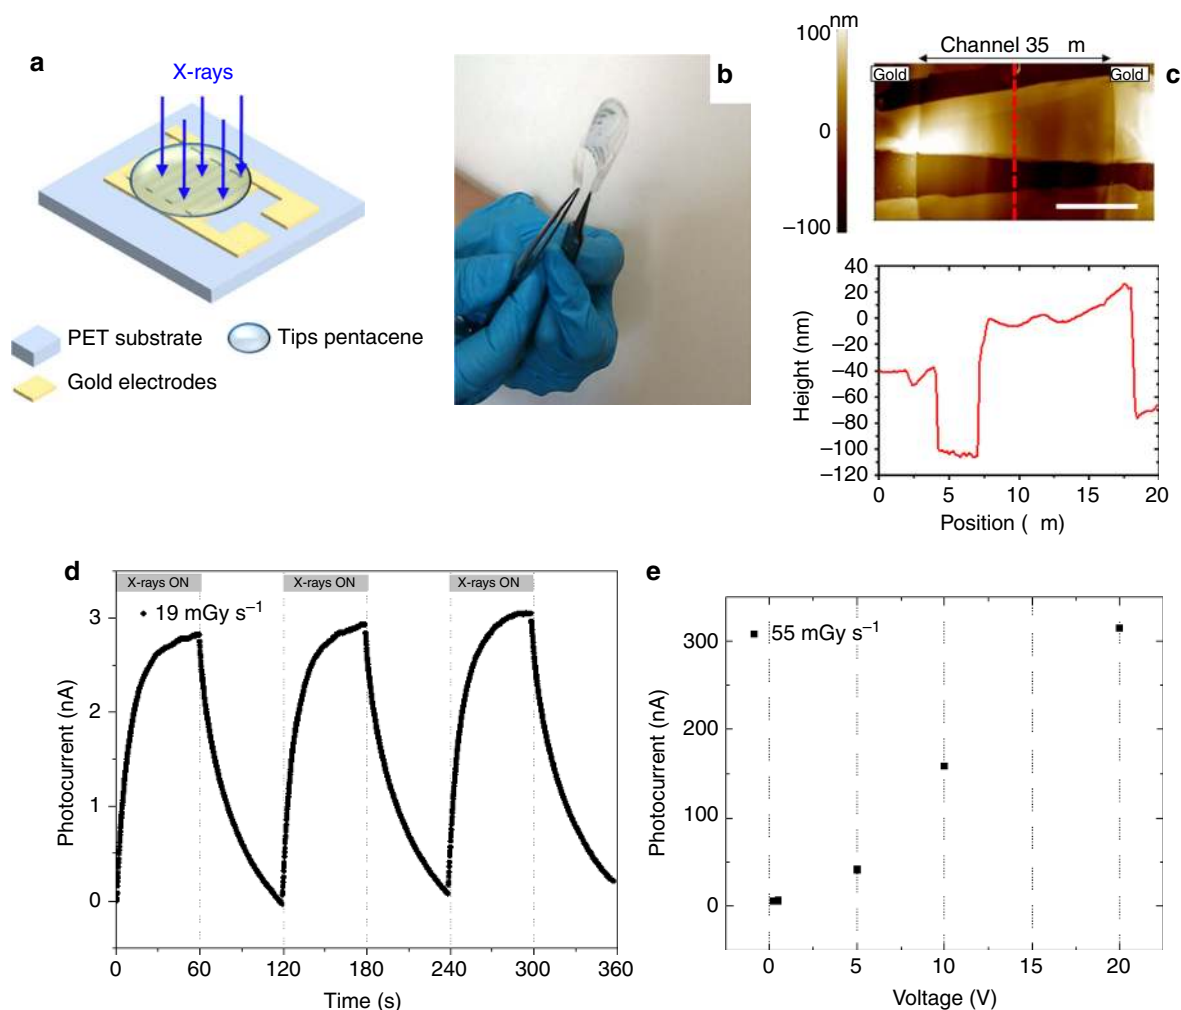 a
X-rays
PET substrate
Tips pentacene
Gold electrodes
b
nm
100
0
−100
Channel 35 m
Gold
Gold
c
40
20
0
−20
−40
−60
−80
−100
−120
Height (nm)
0 5 10 15 20
Position ( m)
d
X-rays ON X-rays ON X-rays ON
19 mGy s−1
3
2
1
0
Photocurrent (nA)
0 60 120 180 240 300 360
Time (s)
e
55 mGy s−1
300
200
100
0
Photocurrent (nA)
0 5 10 15 20
Voltage (V)